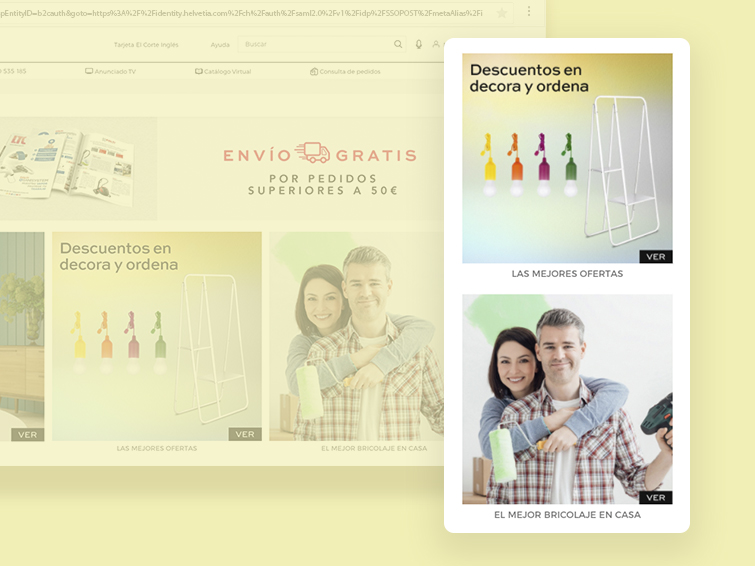 pEntityID=b2cauth&goto=https%3A%2F%2Fidentity.helvetia.com%2Fch%2Fauth%2Fsaml2.0%2Fv1%2Fidp%2FSSOPOST%2FmetaAlias%2Fi
Tarjeta El Corte ingles Ayuda Buscar
Anunciado TV Catálogo Virtual Consulta de pedidos
ENVÍO GRATIS
POR PEDIDOS
SUPERIORES A 50€
VER
Descuentos en
decora y ordena
VER
LAS MEJORES OFERTAS
EL MEJOR BRICOLAJE EN CASA
Descuentos en
decora y ordena
VER
LAS MEJORES OFERTAS
VER
EL MEJOR BRICOLAJE EN CASA